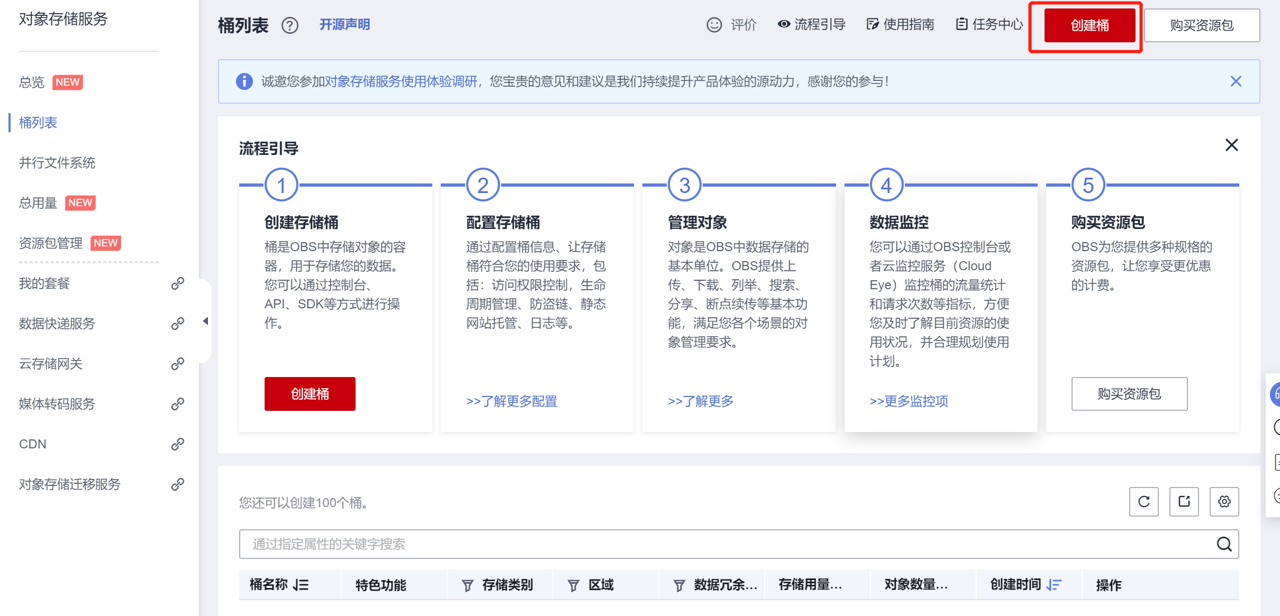 对象存储服务
总览 NEW
桶列表
并行文件系统
总用量 NEW
资源包管理 NEW
我的套餐
数据快递服务
云存储网关
媒体转码服务
CDN
对象存储迁移服务
桶列表 ? 开源声明 评价 流程引导 使用指南 任务中心 创建桶 购买资源包
诚邀您参加对象存储服务使用体验调研，您宝贵的意见和建议是我们持续提升产品体验的源动力，感谢您的参与！
流程引导
1
创建存储桶
桶是OBS中存储对象的容
器，用于存储您的数据。
您可以通过控制台、
API、SDK等方式进行操
作。
创建桶
2
配置存储桶
通过配置桶信息、让存储
桶符合您的使用要求，包
括：访问权限控制，生命
周期管理、防盗链、静态
网站托管、日志等。
>>了解更多配置
3
管理对象
对象是OBS中数据存储的
基本单位。OBS提供上
传、下载、列举、搜索、
分享、断点续传等基本功
能，满足您各个场景的对
象管理要求。
>>了解更多
4
数据监控
您可以通过OBS控制台或
者云监控服务（Cloud
Eye）监控桶的流量统计
和请求次数等指标，方便
您及时了解目前资源的使
用状况，并合理规划使用
计划。
>>更多监控项
5
购买资源包
OBS为您提供多种规格的
资源包，让您享受更优惠
的计费。
购买资源包
您还可以创建100个桶。
通过指定属性的关键字搜索
桶名称 特色功能 存储类别 区域 数据冗余... 存储用量... 对象数量... 创建时间 操作